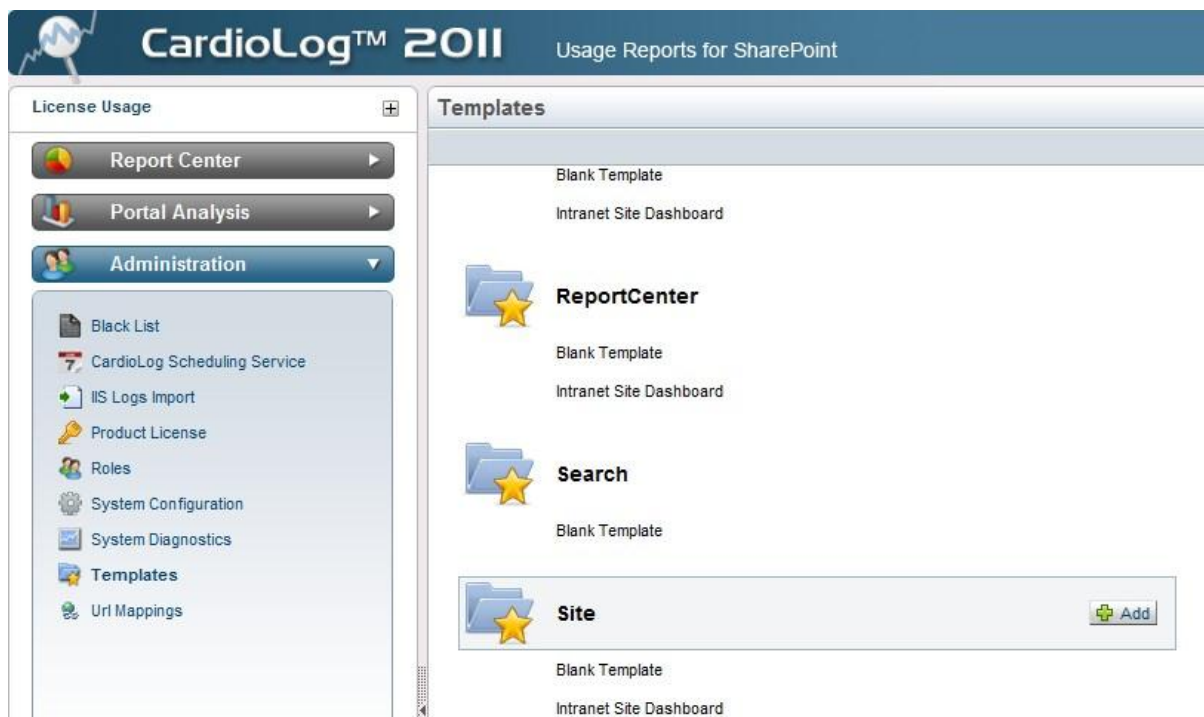 CardioLog™ 2011 Usage Reports for SharePoint
License Usage
Report Center
Portal Analysis
Administration
Black List
7 CardioLog Scheduling Service
IIS Logs Import
Product License
Roles
System Configuration
System Diagnostics
Templates
Url Mappings
Templates
Blank Template
Intranet Site Dashboard
ReportCenter
Blank Template
Intranet Site Dashboard
Search
Blank Template
Site
Add
Blank Template
Intranet Site Dashboard